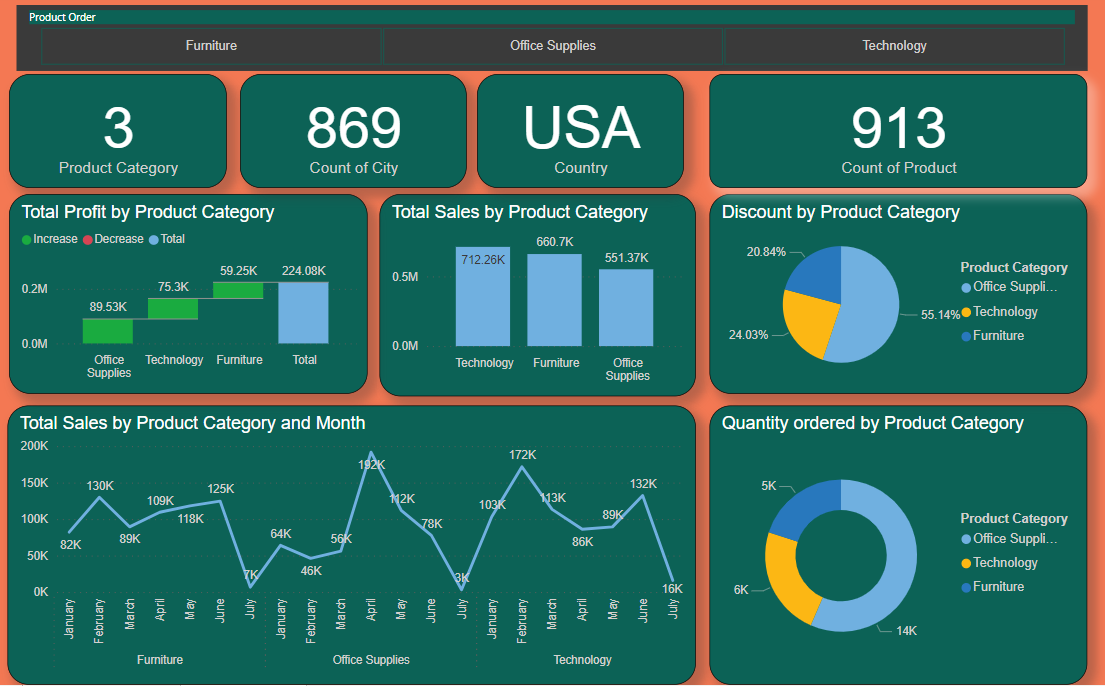 Product Order
Furniture
Office Supplies
Technology
3
Product Category
869
Count of City
USA
Country
913
Count of Product
Total Profit by Product Category
Increase
Decrease
Total
0.2M
0.0M
89.53K
75.3K
59.25K
224.08K
Office
Supplies
Technology
Furniture
Total
Total Sales by Product Category
0.5M
0.0M
712.26K
660.7K
551.37K
Technology
Furniture
Office
Supplies
Discount by Product Category
20.84%
24.03%
55.14%
Product Category
Office Suppli...
Technology
Furniture
Total Sales by Product Category and Month
200K
150K
100K
50K
0K
82K
130K
89K
109K
118K
125K
7K
64K
46K
56K
192K
112K
78K
3K
103K
172K
113K
86K
89K
132K
16K
January
February
March
April
May
June
July
January
February
March
April
May
June
July
January
February
March
April
May
June
July
Furniture
Office Supplies
Technology
Quantity ordered by Product Category
5K
6K
14K
Product Category
Office Suppli...
Technology
Furniture